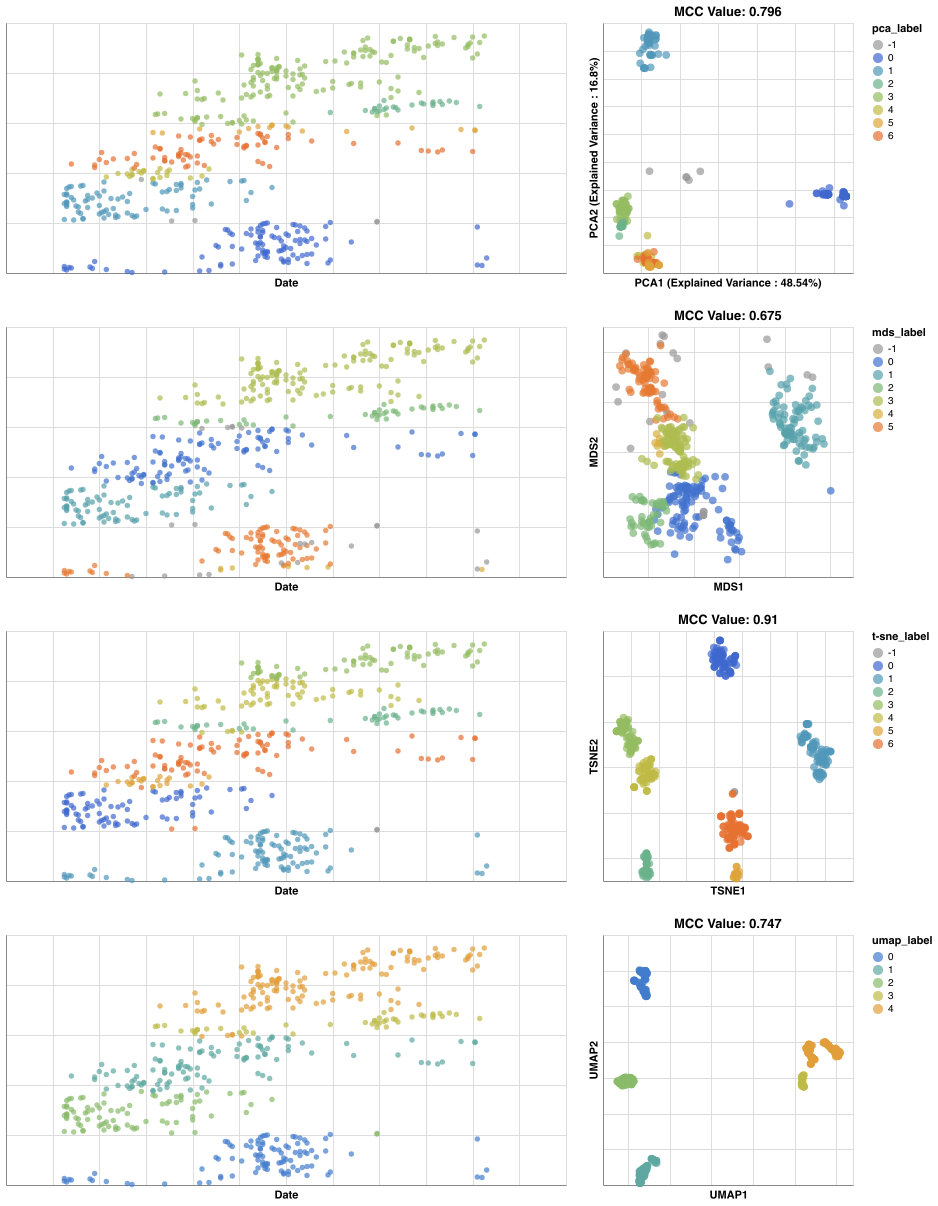 MCC Value: 0.796
PCA2 (Explained Variance : 16.8%)
Date
PCA1 (Explained Variance : 48.54%)
pca_label
-1
0
1
2
3
4
5
6
MCC Value: 0.675
MDS2
Date
MDS1
mds_label
-1
0
1
2
3
4
5
MCC Value: 0.91
TSNE2
Date
TSNE1
t-sne_label
-1
0
1
2
3
4
5
6
MCC Value: 0.747
UMAP2
Date
UMAP1
umap_label
0
1
2
3
4